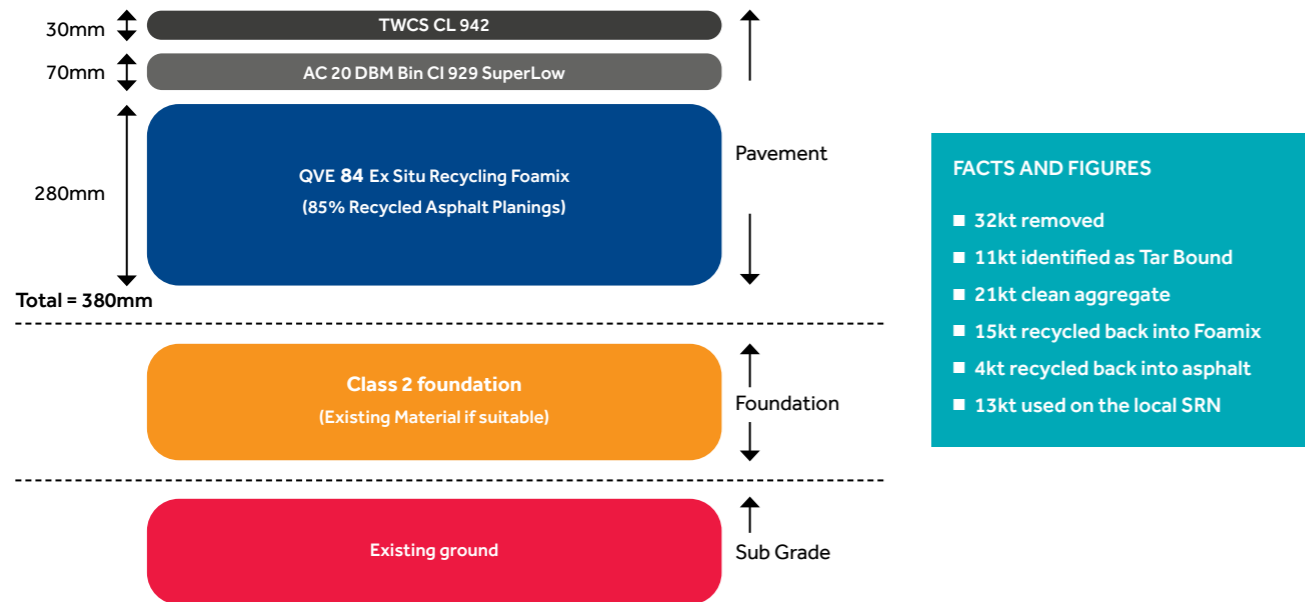 30mm
TWCS CL 942
70mm
AC 20 DBM Bin CI 929 SuperLow
280mm
QVE 84 Ex Situ Recycling Foamix
(85% Recycled Asphalt Planings)
Pavement
Total = 380mm
Class 2 foundation
(Existing Material if suitable)
Foundation
Existing ground
Sub Grade
FACTS AND FIGURES
■ 32kt removed
■ 11kt identified as Tar Bound
■ 21kt clean aggregate
■ 15kt recycled back into Foamix
■ 4kt recycled back into asphalt
■ 13kt used on the local SRN